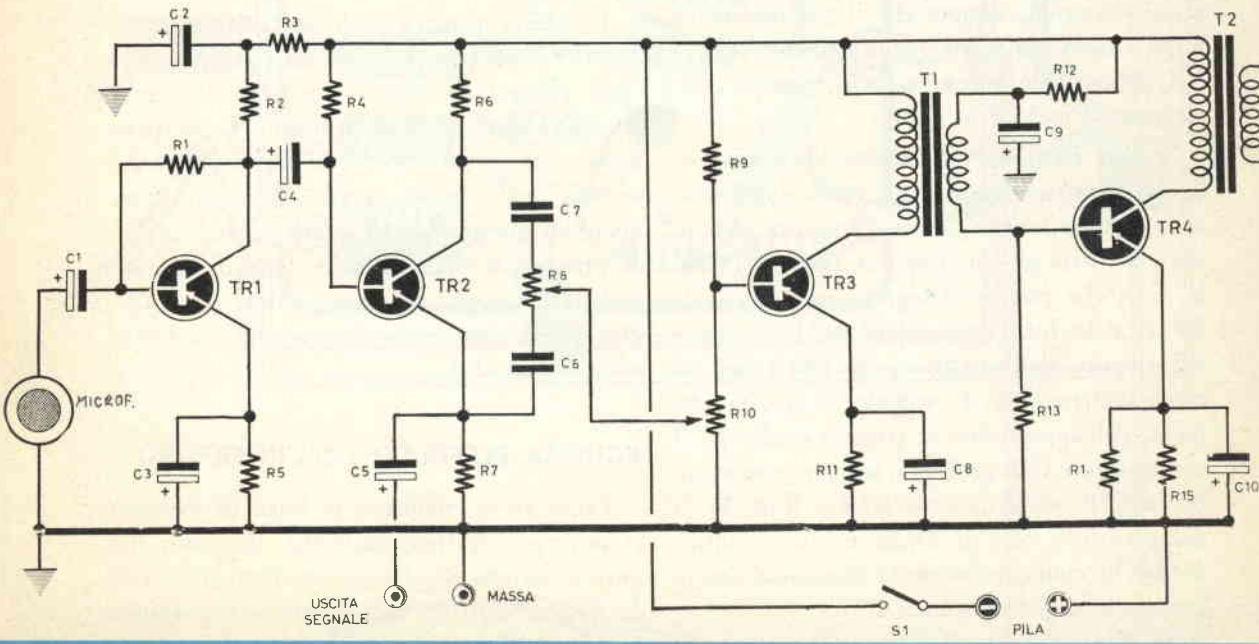 C2
R3
T2
R12
T1
R2
R4
R6
C9
R1
C4
R9
C7
TR4
C1
TR1
TR2
R8
TR3
C6
MICROF.
R10
R13
C3
R5
C5
R7
R11
C8
R1.
R15
C10
USCITA
SEGNALE
MASSA
S1
PILA